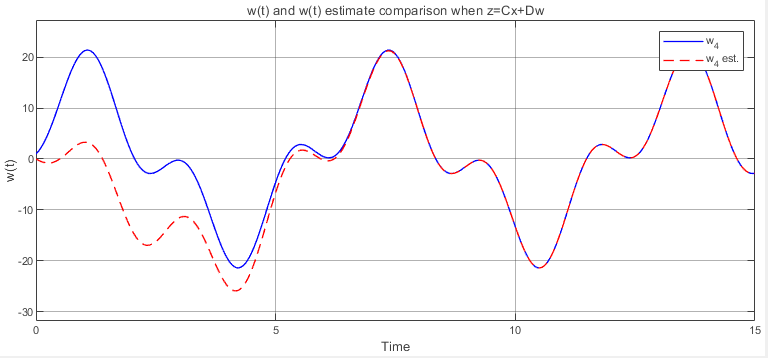 w(t) and w(t) estimate comparison when z=Cx+Dw
w(t)
20
10
0
-10
-20
-30
w₄
w₄ est.
0
5
10
15
Time